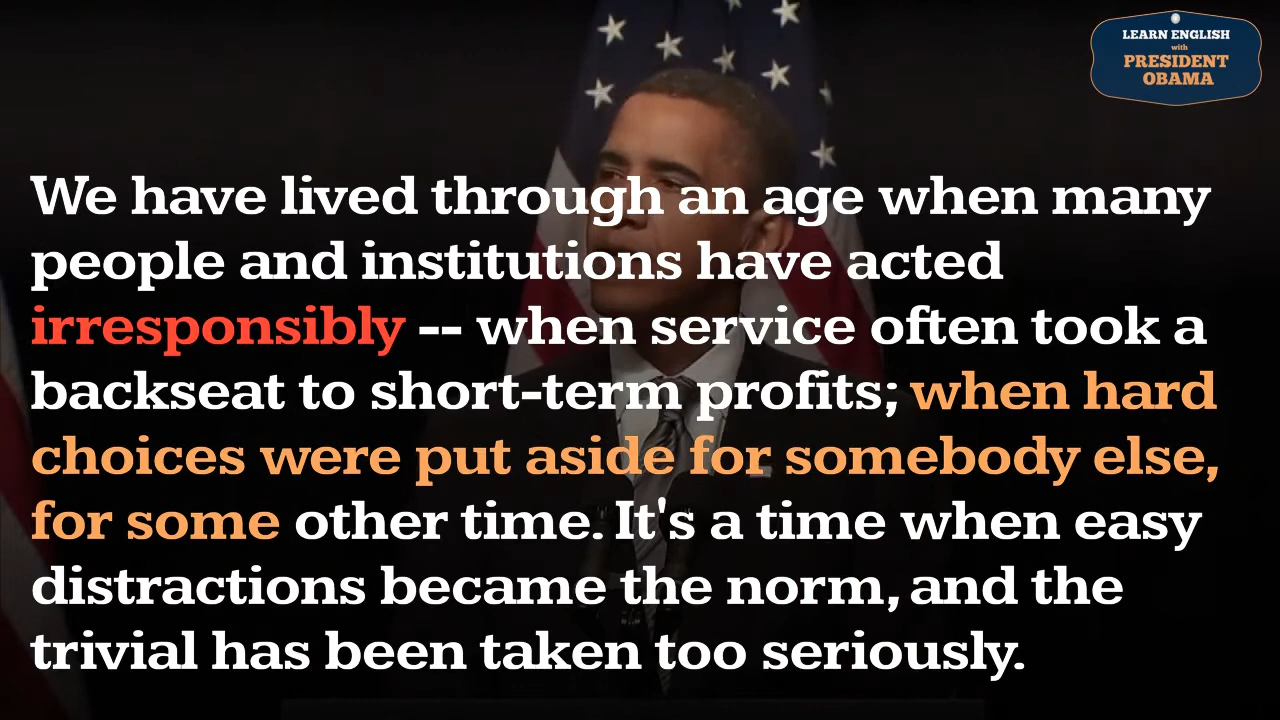 LEARN ENGLISH
with
PRESIDENT
OBAMA
We have lived through an age when many
people and institutions have acted
irresponsibly -- when service often took a
backseat to short-term profits; when hard
choices were put aside for somebody else,
for some other time. It's a time when easy
distractions became the norm, and the
trivial has been taken too seriously.